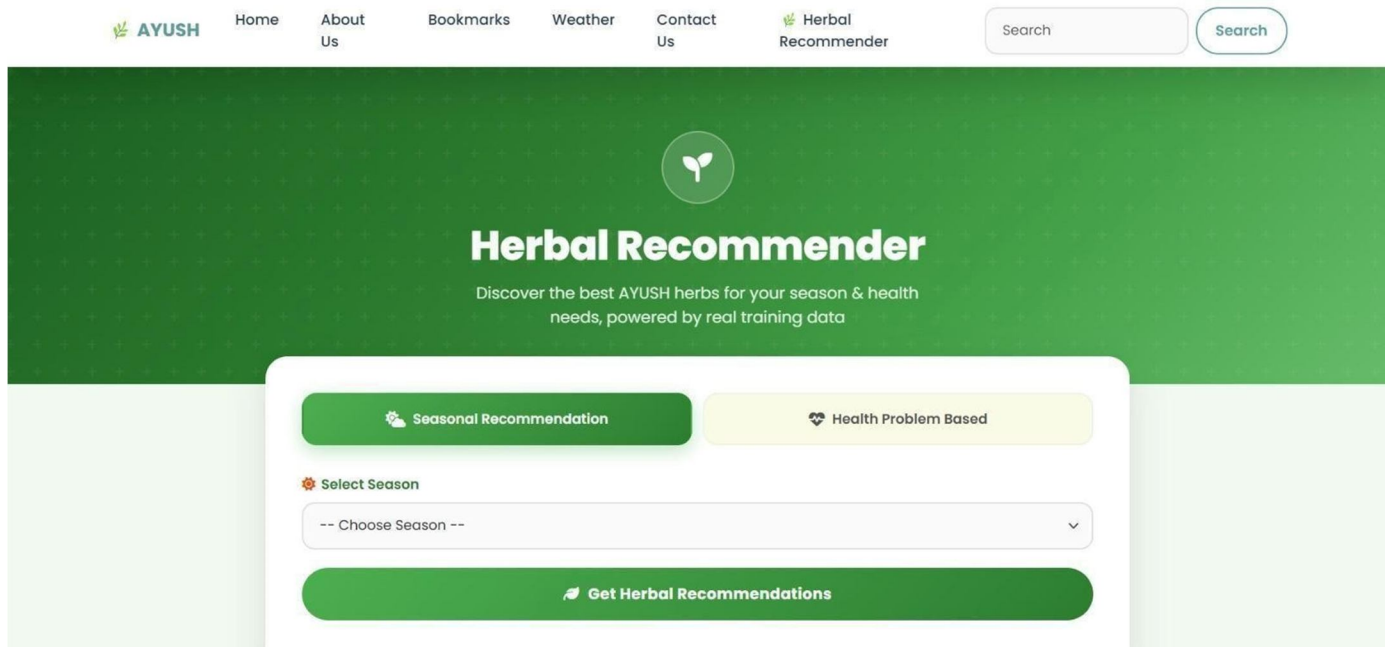 AYUSH
Home
About
Us
Bookmarks
Weather
Contact
Us
Herbal
Recommender
Search
Search
Herbal Recommender
Discover the best AYUSH herbs for your season & health
needs, powered by real training data
Seasonal Recommendation
Health Problem Based
Select Season
-- Choose Season --
Get Herbal Recommendations